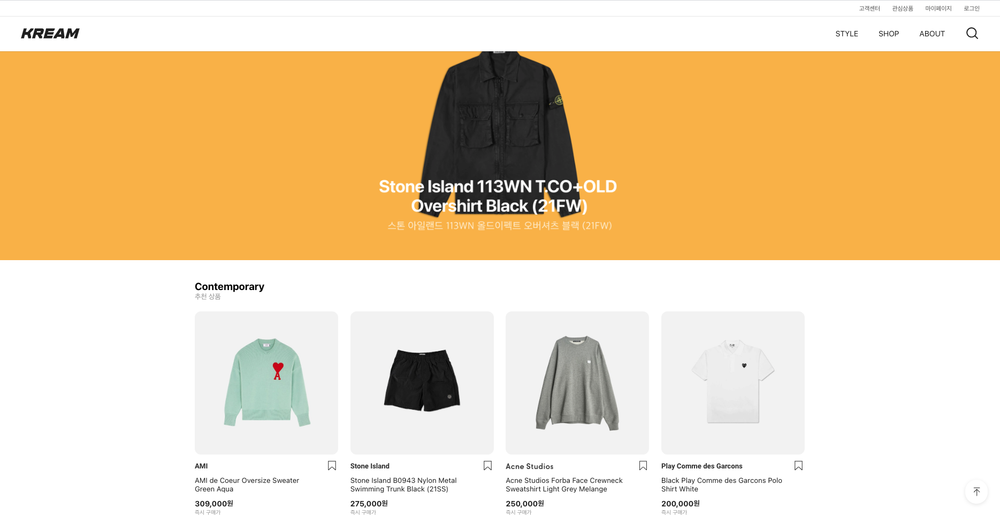 고객센터 관심상품 마이페이지 로그인
KREAM STYLE SHOP ABOUT
Stone Island 113WN T.CO+OLD
Overshirt Black (21FW)
스톤 아일랜드 113WN 올드이펙트 오버셔츠 블랙 (21FW)
Contemporary
추천 상품
A
AMI
AMI de Coeur Oversize Sweater
Green Aqua
309,000원
즉시 구매가
Stone Island
Stone Island B0943 Nylon Metal
Swimming Trunk Black (21SS)
275,000원
즉시 구매가
Acne Studios
Acne Studios Forba Face Crewneck
Sweatshirt Light Grey Melange
250,000원
즉시 구매가
Play Comme des Garcons
Black Play Comme des Garcons Polo
Shirt White
200,000원
즉시 구매가